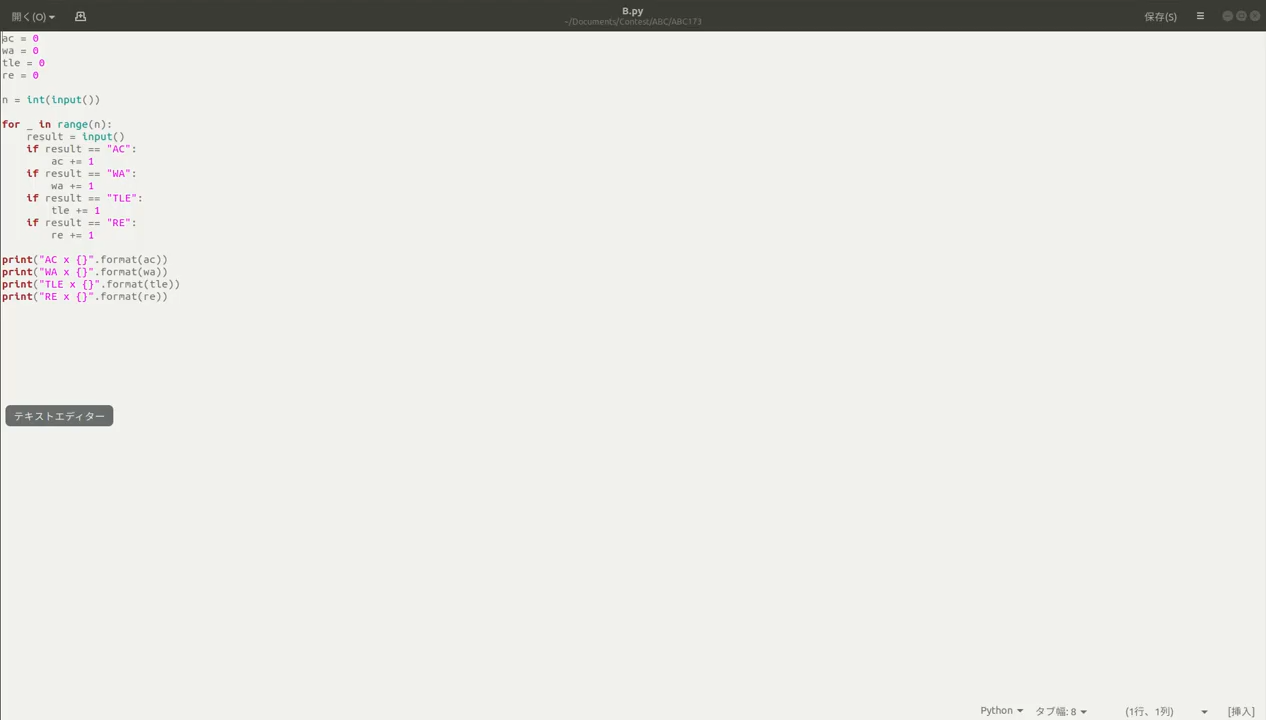 開く(O)
B.py
~/Documents/Contest/ABC/ABC173
保存(S)
ac = 0
wa = 0
tle = 0
re = 0
n = int(input())
for _ in range(n):
    result = input()
    if result == "AC":
        ac += 1
    if result == "WA":
        wa += 1
    if result == "TLE":
        tle += 1
    if result == "RE":
        re += 1
print("AC x {}".format(ac))
print("WA x {}".format(wa))
print("TLE x {}".format(tle))
print("RE x {}".format(re))
テキストエディター
Python
タブ幅: 8
(1行、1列)
[挿入]